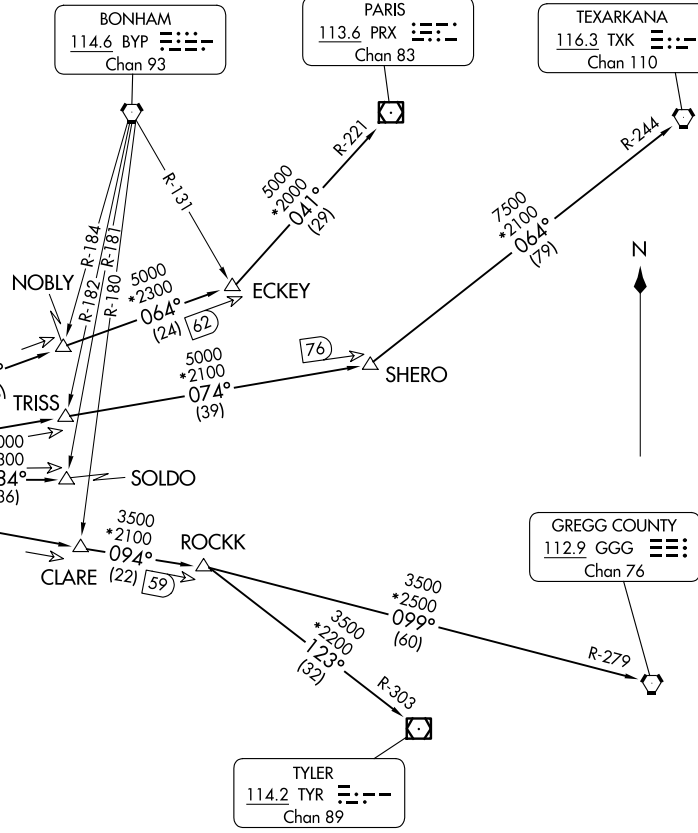 BONHAM
114.6 BYP
Chan 93
PARIS
113.6 PRX
Chan 83
TEXARKANA
116.3 TXK
Chan 110
R-221
R-244
R-131
5000
*2000
041°
(29)
7500
*2100
064°
(79)
N
R-184
R-181
R-182
R-180
NOBLY
5000
*2300
064°
(24)
62
ECKEY
76
5000
*2100
074°
(39)
SHERO
TRISS
000
300
34°
36)
SOLDO
3500
*2100
094°
(22)
59
CLARE
ROCKK
GREGG COUNTY
112.9 GGG
Chan 76
3500
*2500
099°
(60)
3500
*2200
123°
(32)
R-279
R-303
TYLER
114.2 TYR
Chan 89